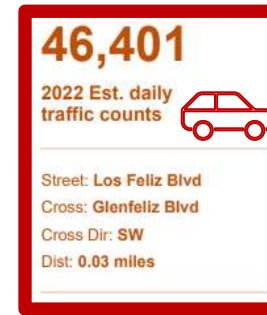 46,401
2022 Est. daily
traffic counts
Street: Los Feliz Blvd
Cross: Glenfeliz Blvd
Cross Dir: SW
Dist: 0.03 miles